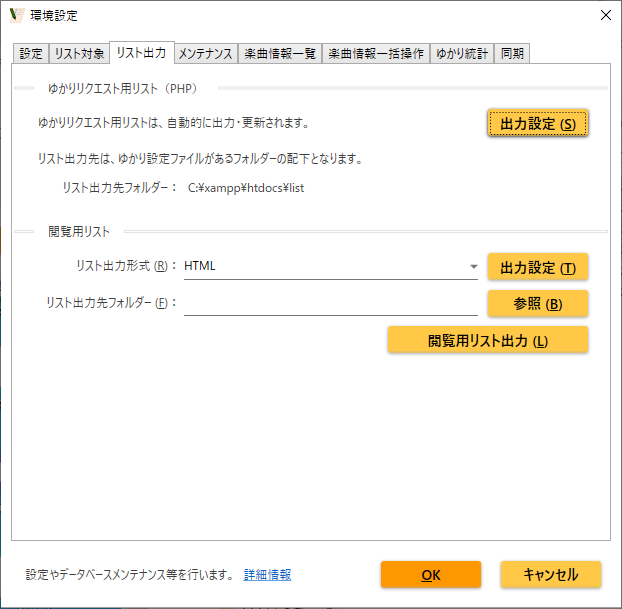 環境設定
設定 リスト対象 リスト出力 メンテナンス 楽曲情報一覧 楽曲情報一括操作 ゆかり統計 同期
ゆかりリクエスト用リスト（PHP）
ゆかりリクエスト用リストは、自動的に出力・更新されます。 出力設定 (S)
リスト出力先は、ゆかり設定ファイルがあるフォルダーの配下となります。
リスト出力先フォルダー： C:¥xampp¥htdocs¥list
閲覧用リスト
リスト出力形式 (R)： HTML 出力設定 (T)
リスト出力先フォルダー (F)： 参照 (B)
閲覧用リスト出力 (L)
設定やデータベースメンテナンス等を行います。 詳細情報 OK キャンセル